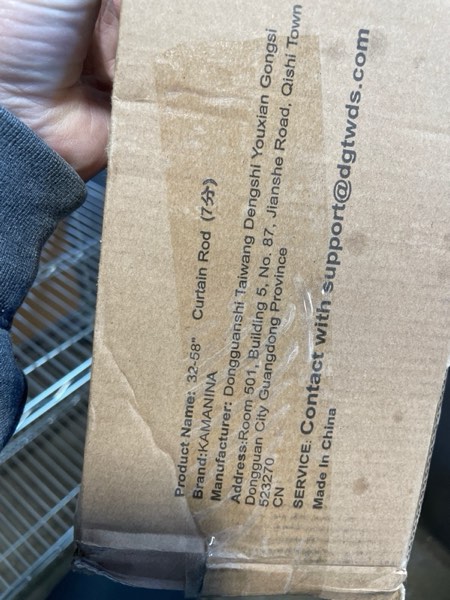 Product Name: 32-58" Curtain Rod (7分)
Brand:KAMANINA
Manufacturer: Dongguanshi Taiwang Dengshi Youxian Gongsi
Address:Room 501, Building 5, No. 87, Jianshe Road, Qishi Town
Dongguan City Guangdong Province
523270
CN
SERVICE: Contact with support@dgtwds.com
Made In China